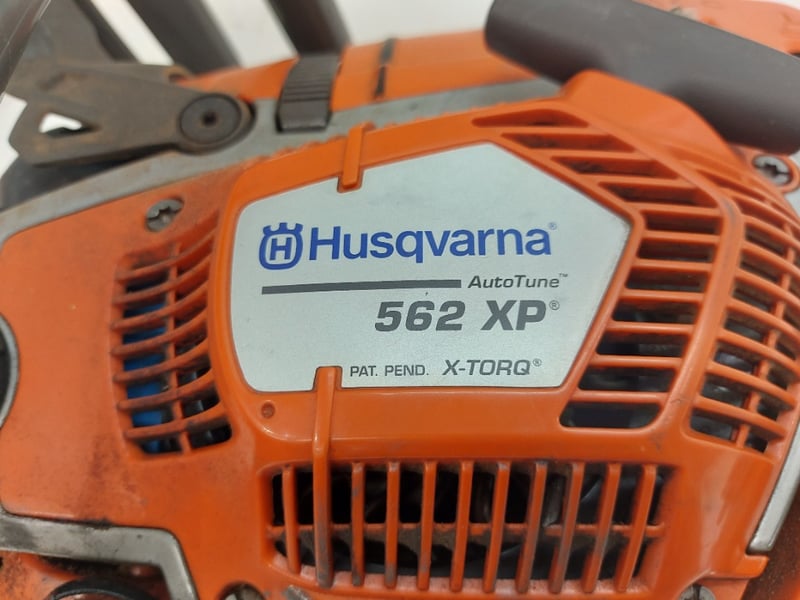 H Husqvarna®
AutoTune™
562 XP®
PAT. PEND. X-TORQ®